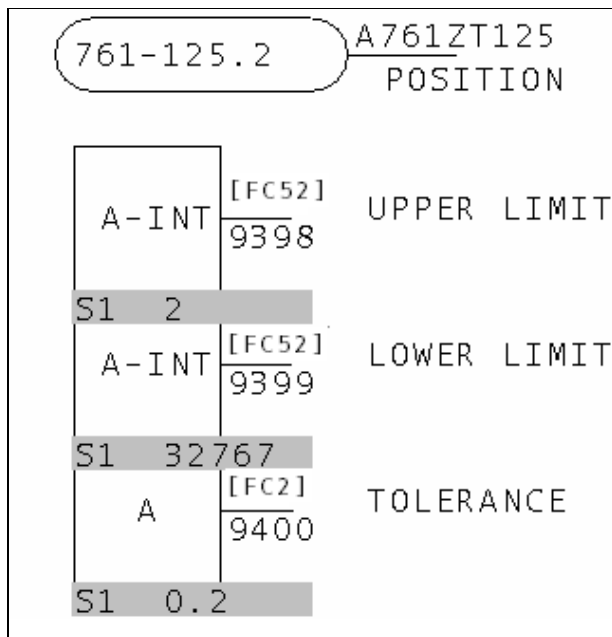 761-125.2
A761ZT125
POSITION
A-INT
[FC52]
9398
UPPER LIMIT
S1 2
A-INT
[FC52]
9399
LOWER LIMIT
S1 32767
A
[FC2]
9400
TOLERANCE
S1 0.2